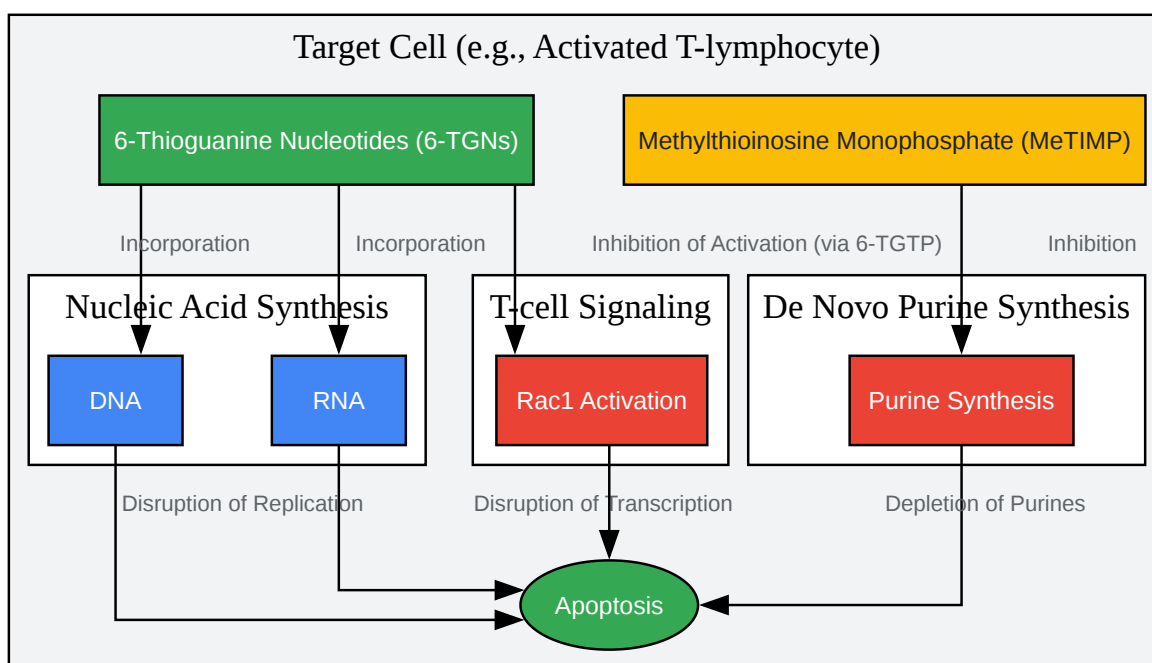 Target Cell (e.g., Activated T-lymphocyte)
6-Thioguanine Nucleotides (6-TGNs)
Methylthioinosine Monophosphate (MeTIMP)
Incorporation
Incorporation
Inhibition of Activation (via 6-TGTP)
Inhibition
Nucleic Acid Synthesis
T-cell Signaling
De Novo Purine Synthesis
DNA
RNA
Rac1 Activation
Purine Synthesis
Disruption of Replication
Disruption of Transcription
Depletion of Purines
Apoptosis